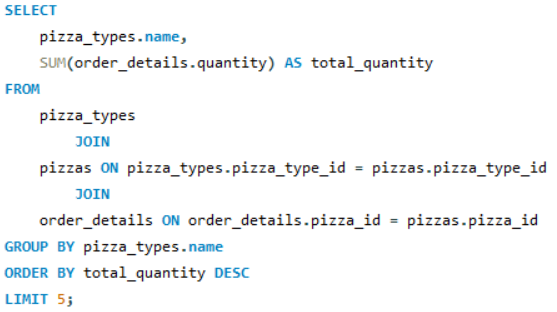 SELECT
pizza_types.name,
SUM(order_details.quantity) AS total_quantity
FROM
pizza_types
JOIN
pizzas ON pizza_types.pizza_type_id = pizzas.pizza_type_id
JOIN
order_details ON order_details.pizza_id = pizzas.pizza_id
GROUP BY pizza_types.name
ORDER BY total_quantity DESC
LIMIT 5;